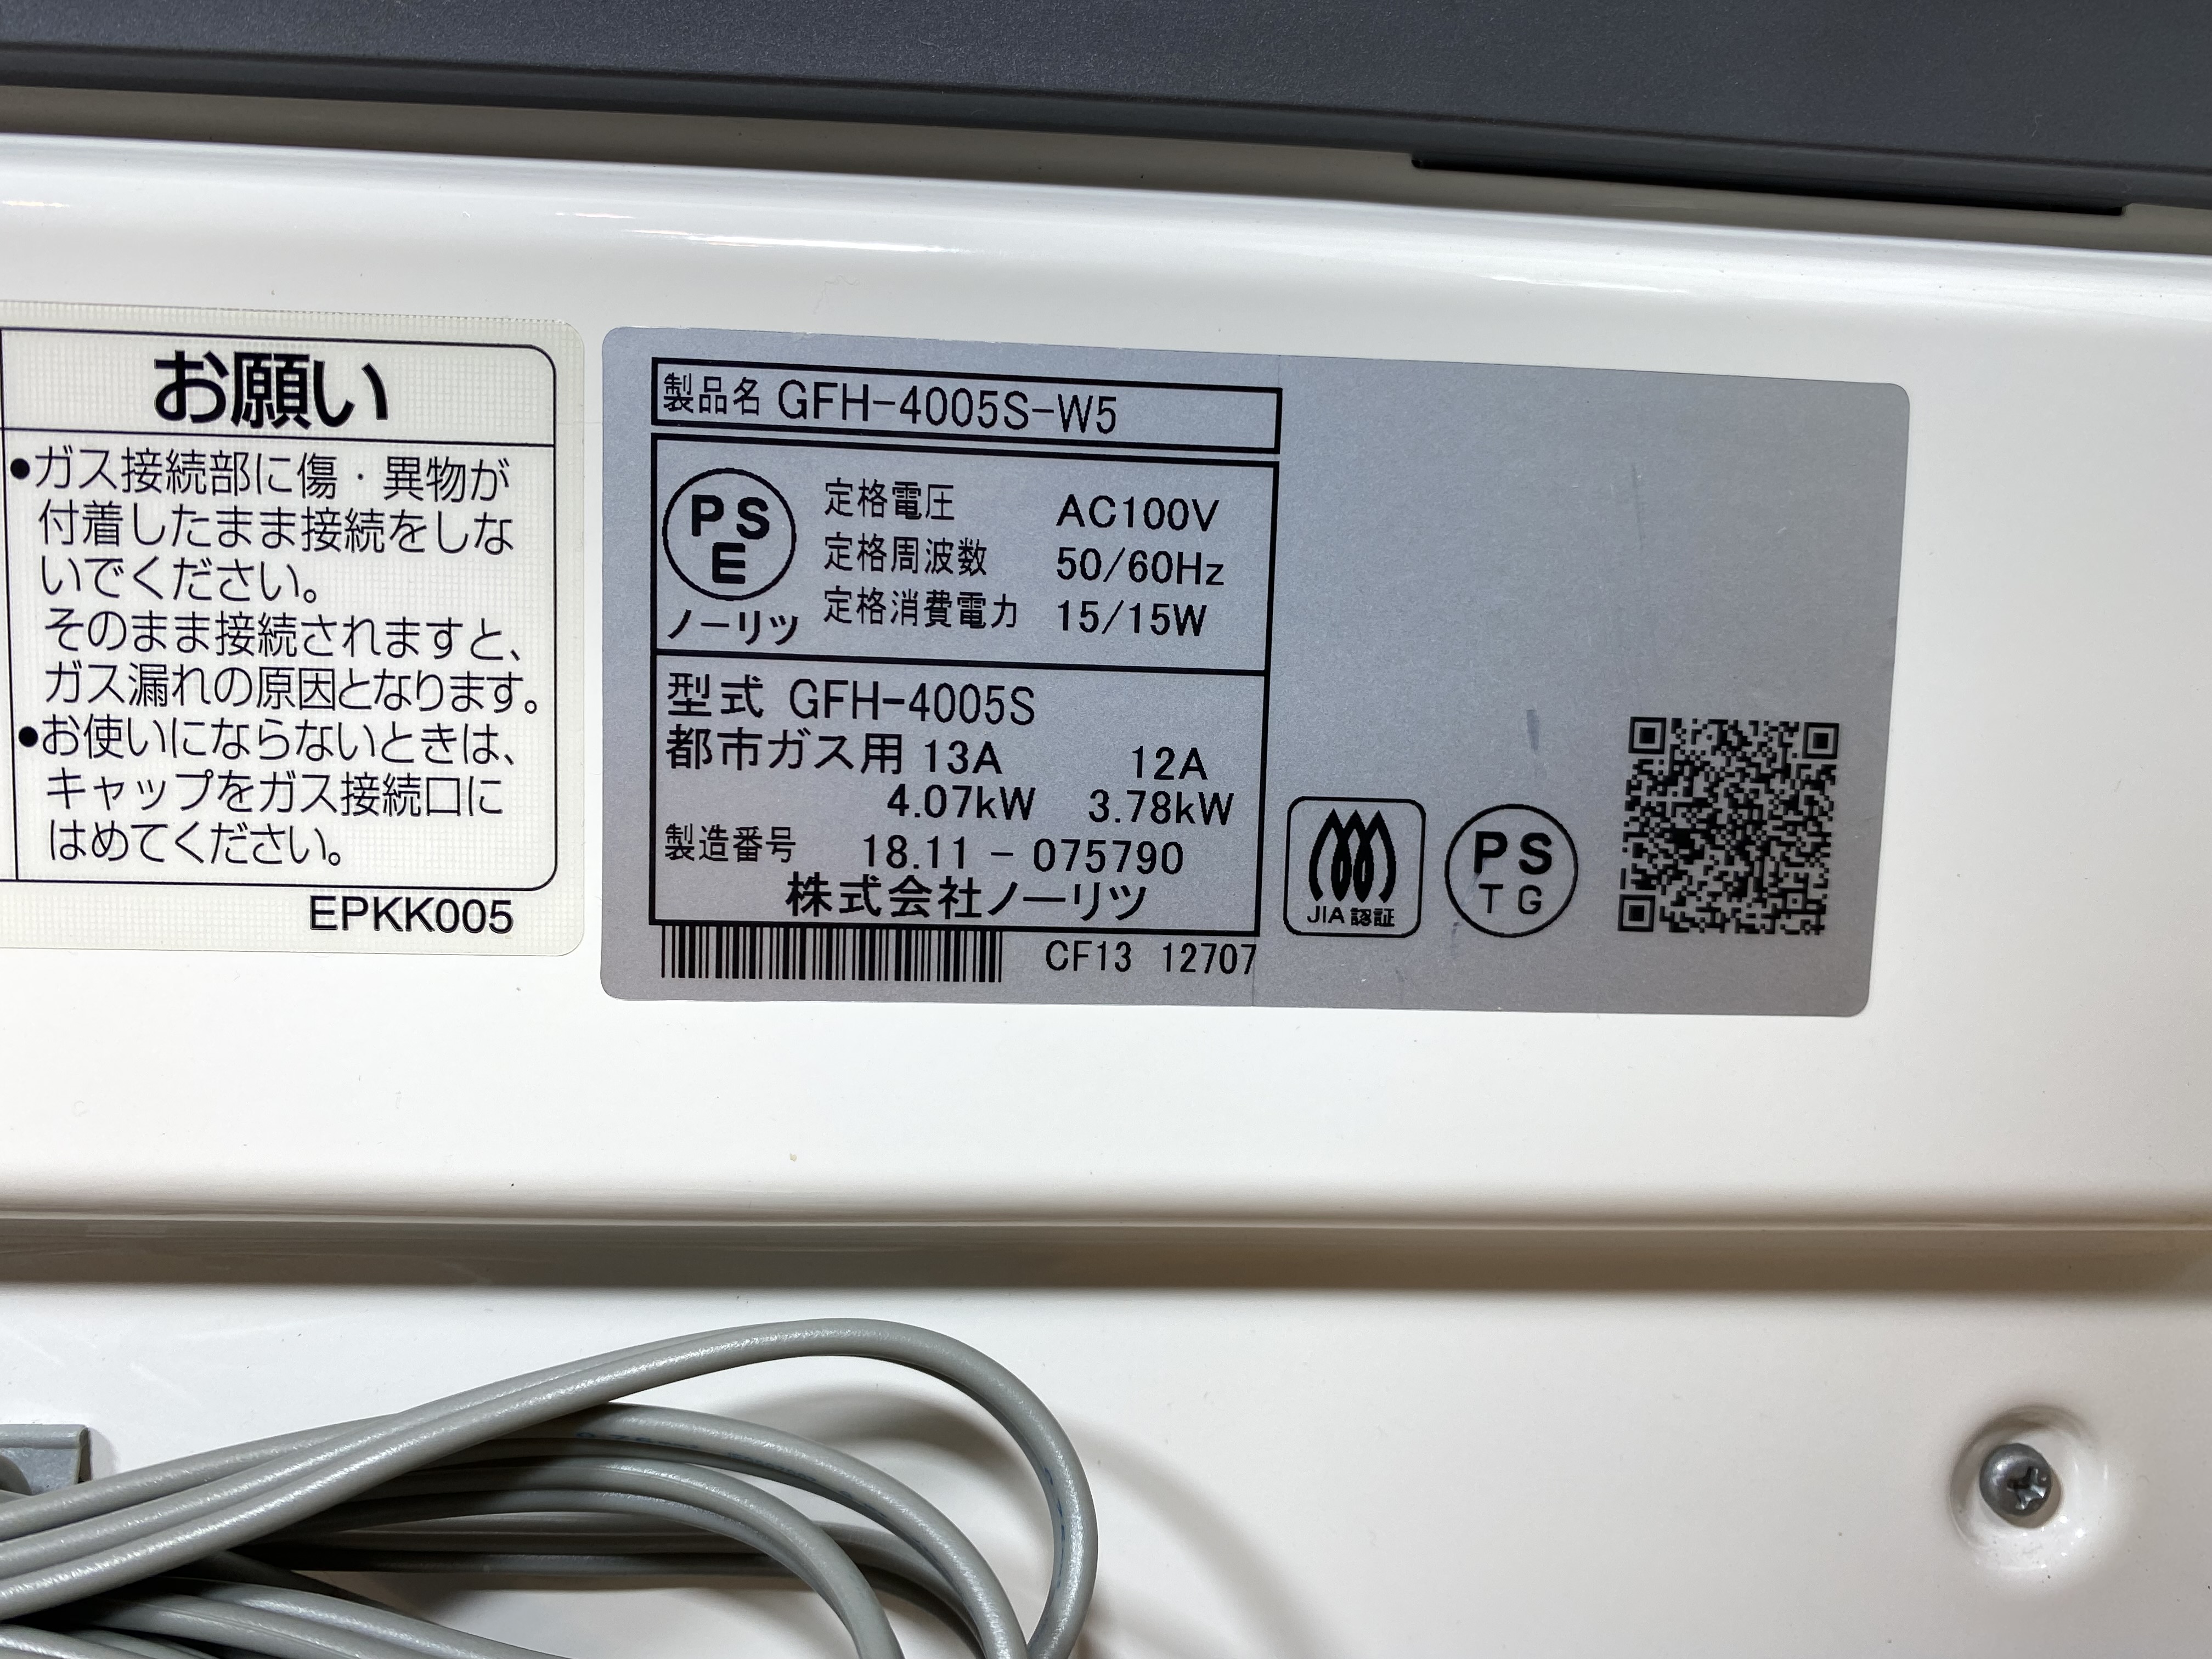 お願い
●ガス接続部に傷・異物が
付着したまま接続をしな
いでください。
そのまま接続されますと、
ガス漏れの原因となります。
●お使いにならないときは、
キャップをガス接続口に
はめてください。
EPKK005
製品名 GFH-4005S-W5
PS
E
ノーリツ
定格電圧 AC100V
定格周波数 50/60Hz
定格消費電力 15/15W
型式 GFH-4005S
都市ガス用 13A 12A
4.07kW 3.78kW
製造番号 18.11 - 075790
株式会社ノーリツ
CF13 12707
JIA 認証
PS
TG